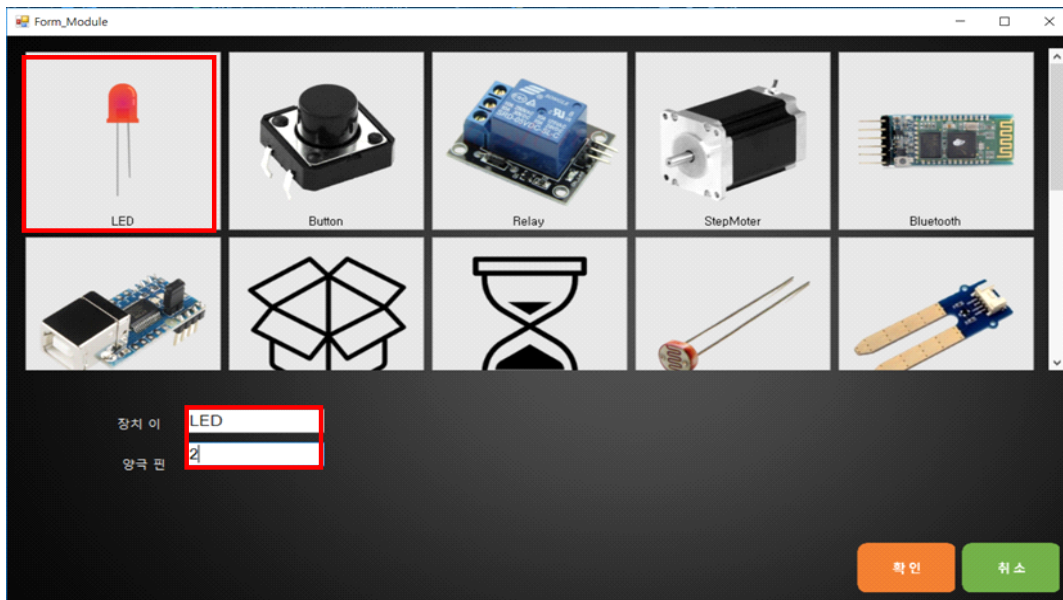 Form_Module
LED
Button
Relay
StepMoter
Bluetooth
장치 이
LED
양극 핀
2
확 인
취 소